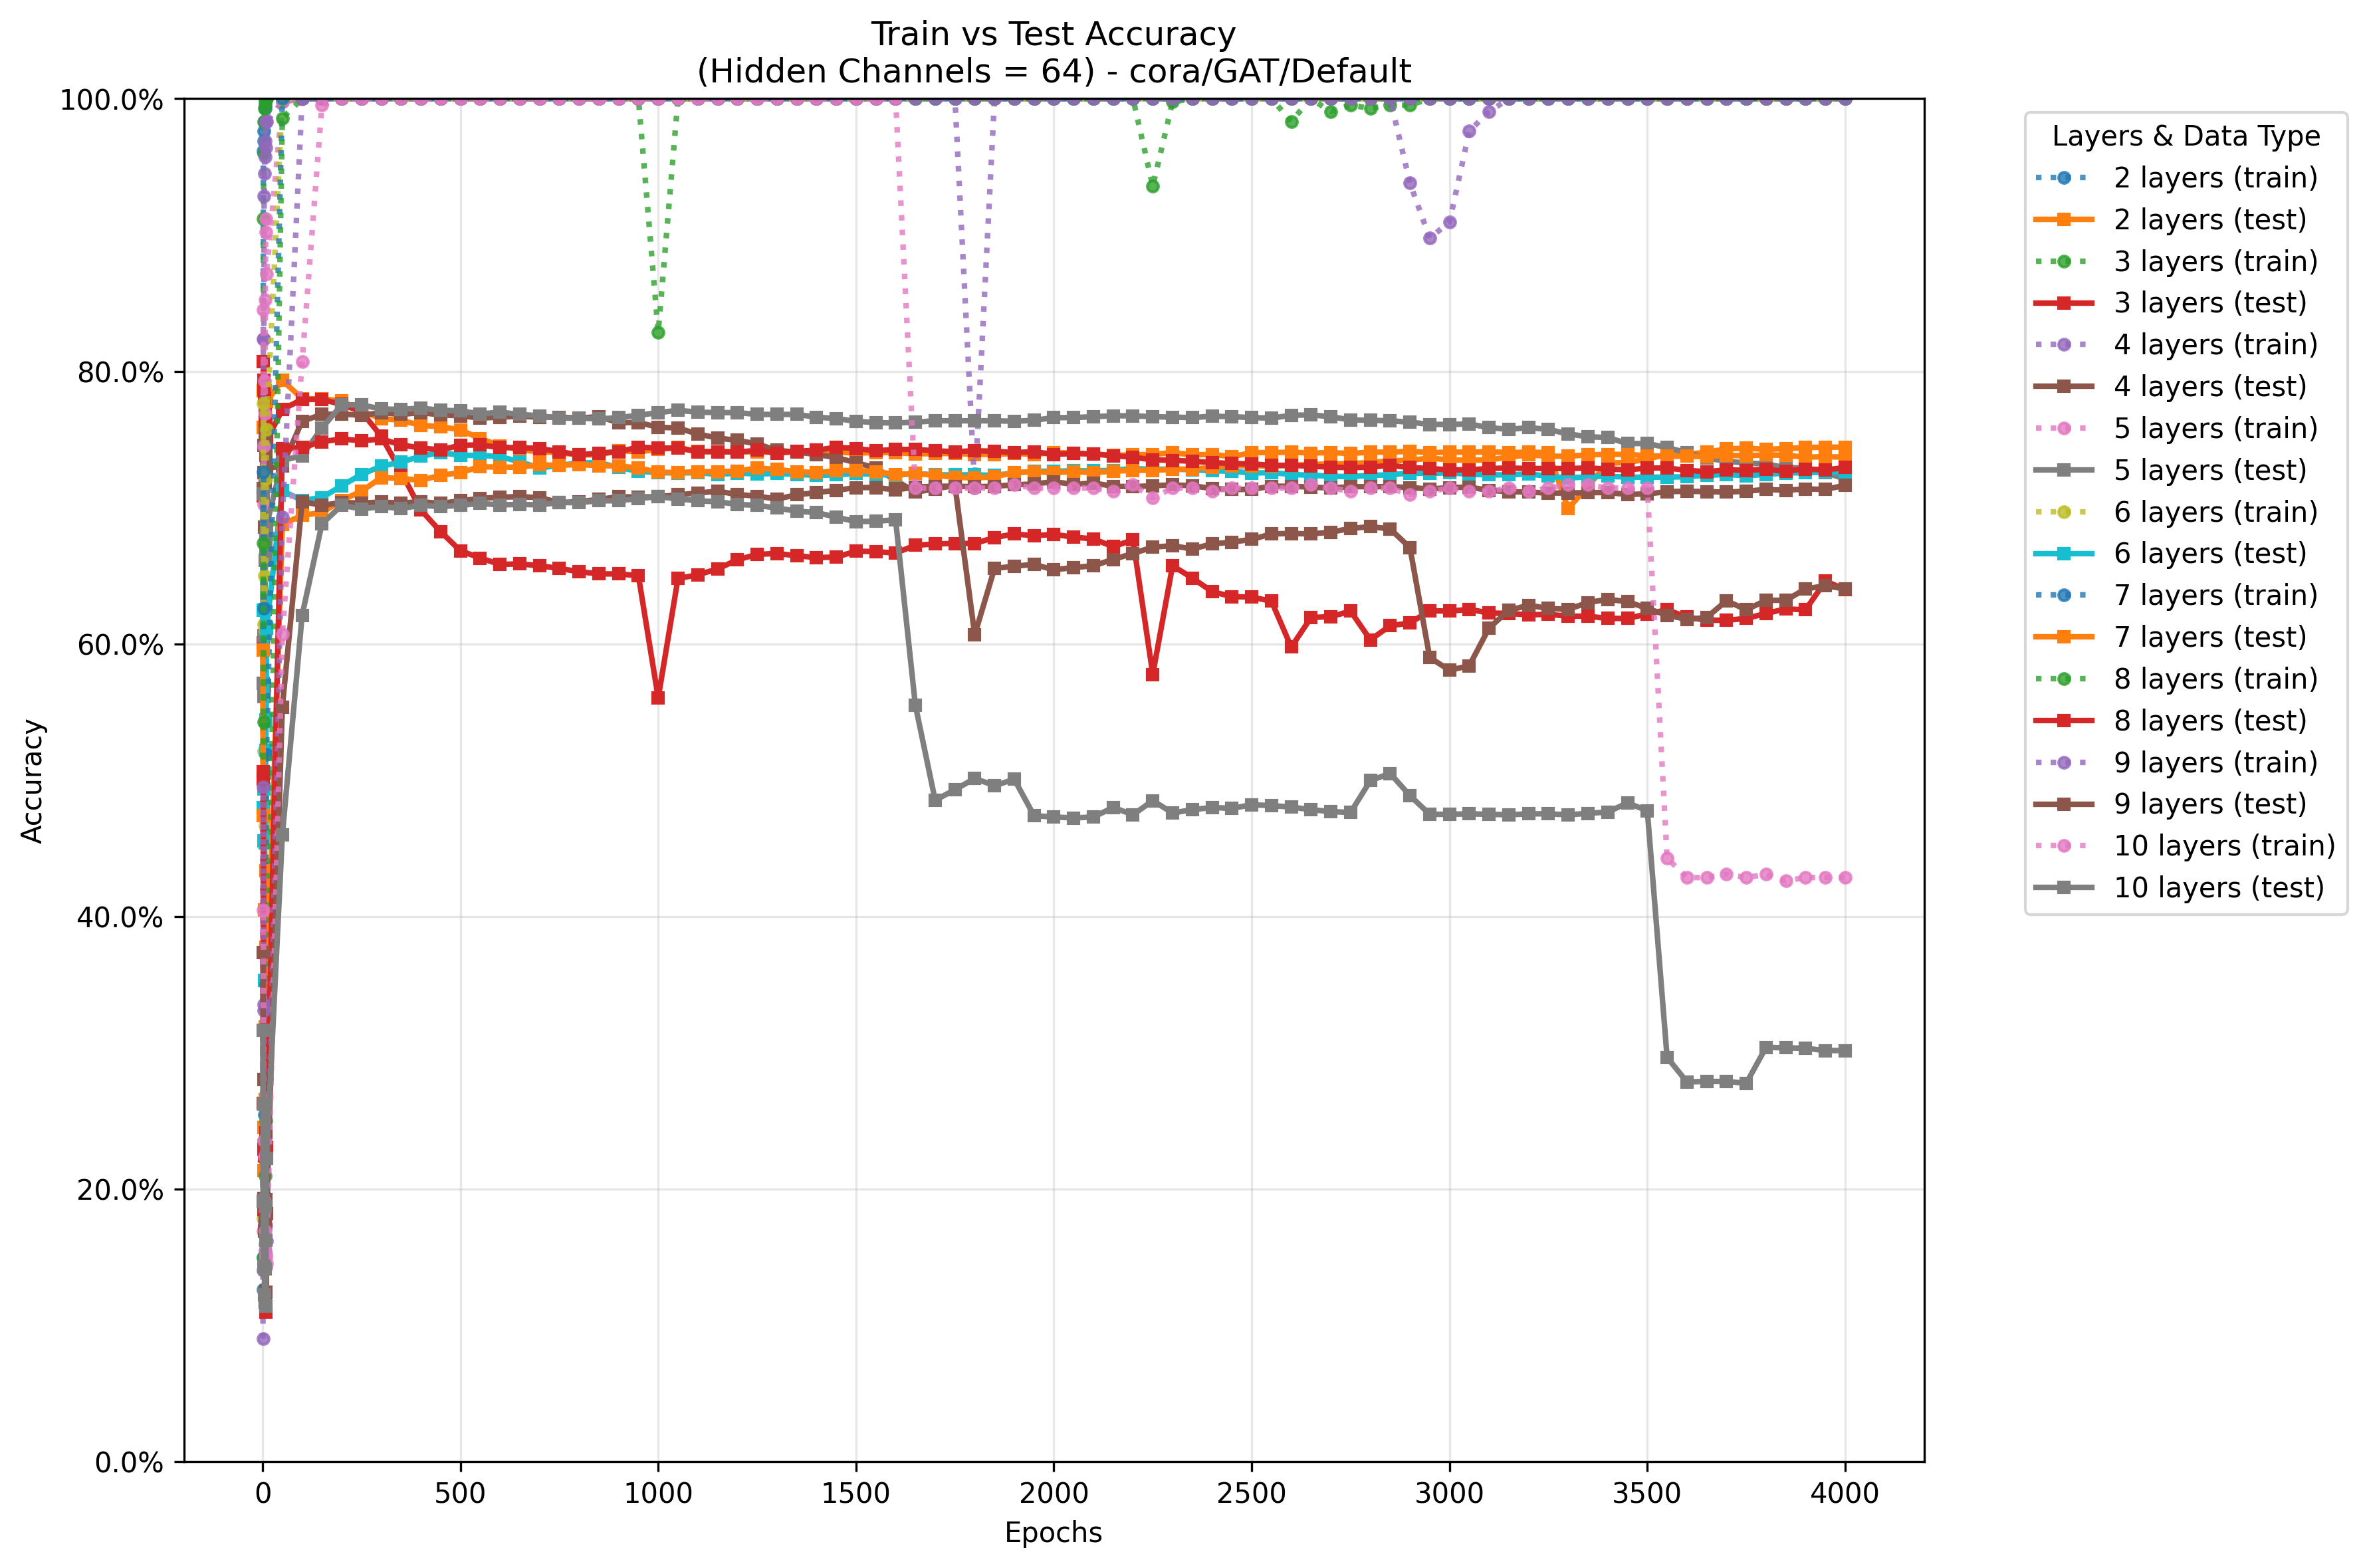 Train vs Test Accuracy
(Hidden Channels = 64) - cora/GAT/Default
100.0%
80.0%
60.0%
40.0%
20.0%
0.0%
Accuracy
0
500
1000
1500
2000
2500
3000
3500
4000
Epochs
Layers & Data Type
2 layers (train)
2 layers (test)
3 layers (train)
3 layers (test)
4 layers (train)
4 layers (test)
5 layers (train)
5 layers (test)
6 layers (train)
6 layers (test)
7 layers (train)
7 layers (test)
8 layers (train)
8 layers (test)
9 layers (train)
9 layers (test)
10 layers (train)
10 layers (test)